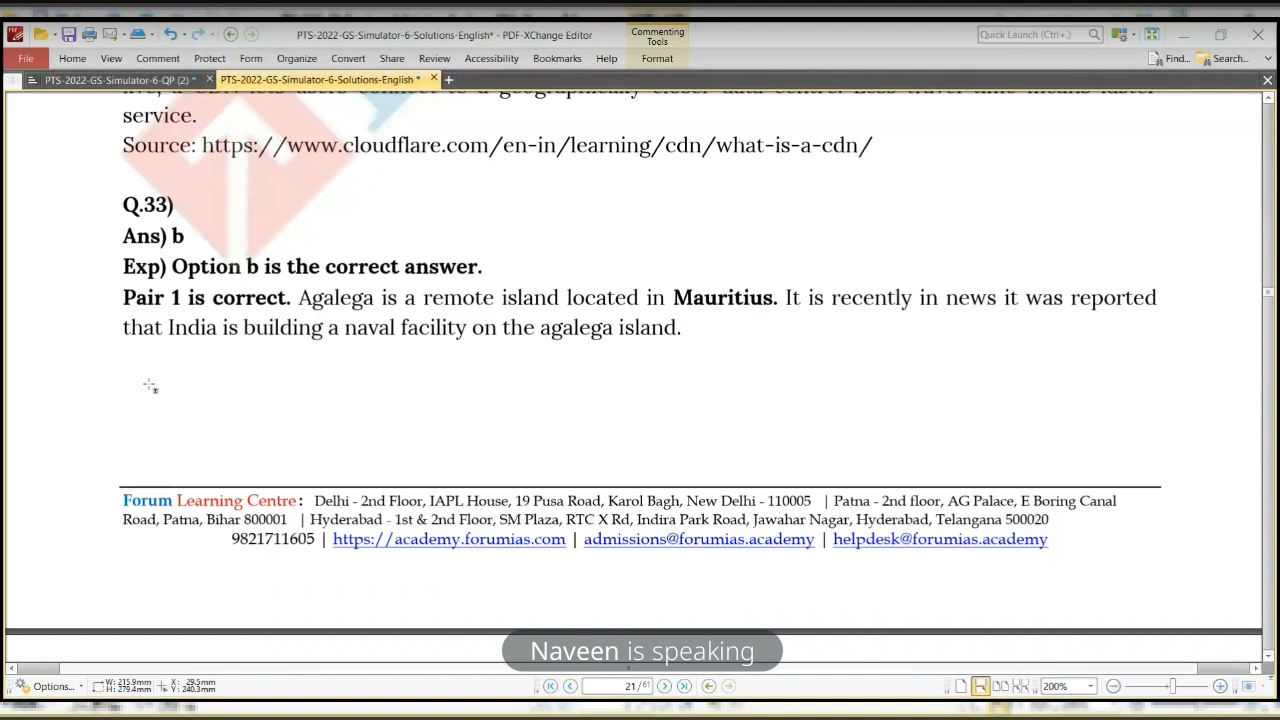 PTS-2022-GS-Simulator-6-Solutions-English* - PDF-XChange Editor
Commenting Tools
Quick Launch (Ctrl+.)
File Home View Comment Protect Form Organize Convert Share Review Accessibility Bookmarks Help Format Find... Search...
PTS-2022-GS-Simulator-6-QP (2) * PTS-2022-GS-Simulator-6-Solutions-English *
service.
Source: https://www.cloudflare.com/en-in/learning/cdn/what-is-a-cdn/
Q.33)
Ans) b
Exp) Option b is the correct answer.
Pair 1 is correct. Agalega is a remote island located in Mauritius. It is recently in news it was reported
that India is building a naval facility on the agalega island.
Forum Learning Centre : Delhi - 2nd Floor, IAPL House, 19 Pusa Road, Karol Bagh, New Delhi - 110005 | Patna - 2nd floor, AG Palace, E Boring Canal
Road, Patna, Bihar 800001 | Hyderabad - 1st & 2nd Floor, SM Plaza, RTC X Rd, Indira Park Road, Jawahar Nagar, Hyderabad, Telangana 500020
9821711605 | https://academy.forumias.com | admissions@forumias.academy | helpdesk@forumias.academy
Naveen is speaking
Options... W: 215.9mm H: 279.4mm X: 29.5mm Y: 240.3mm 21/61 200%